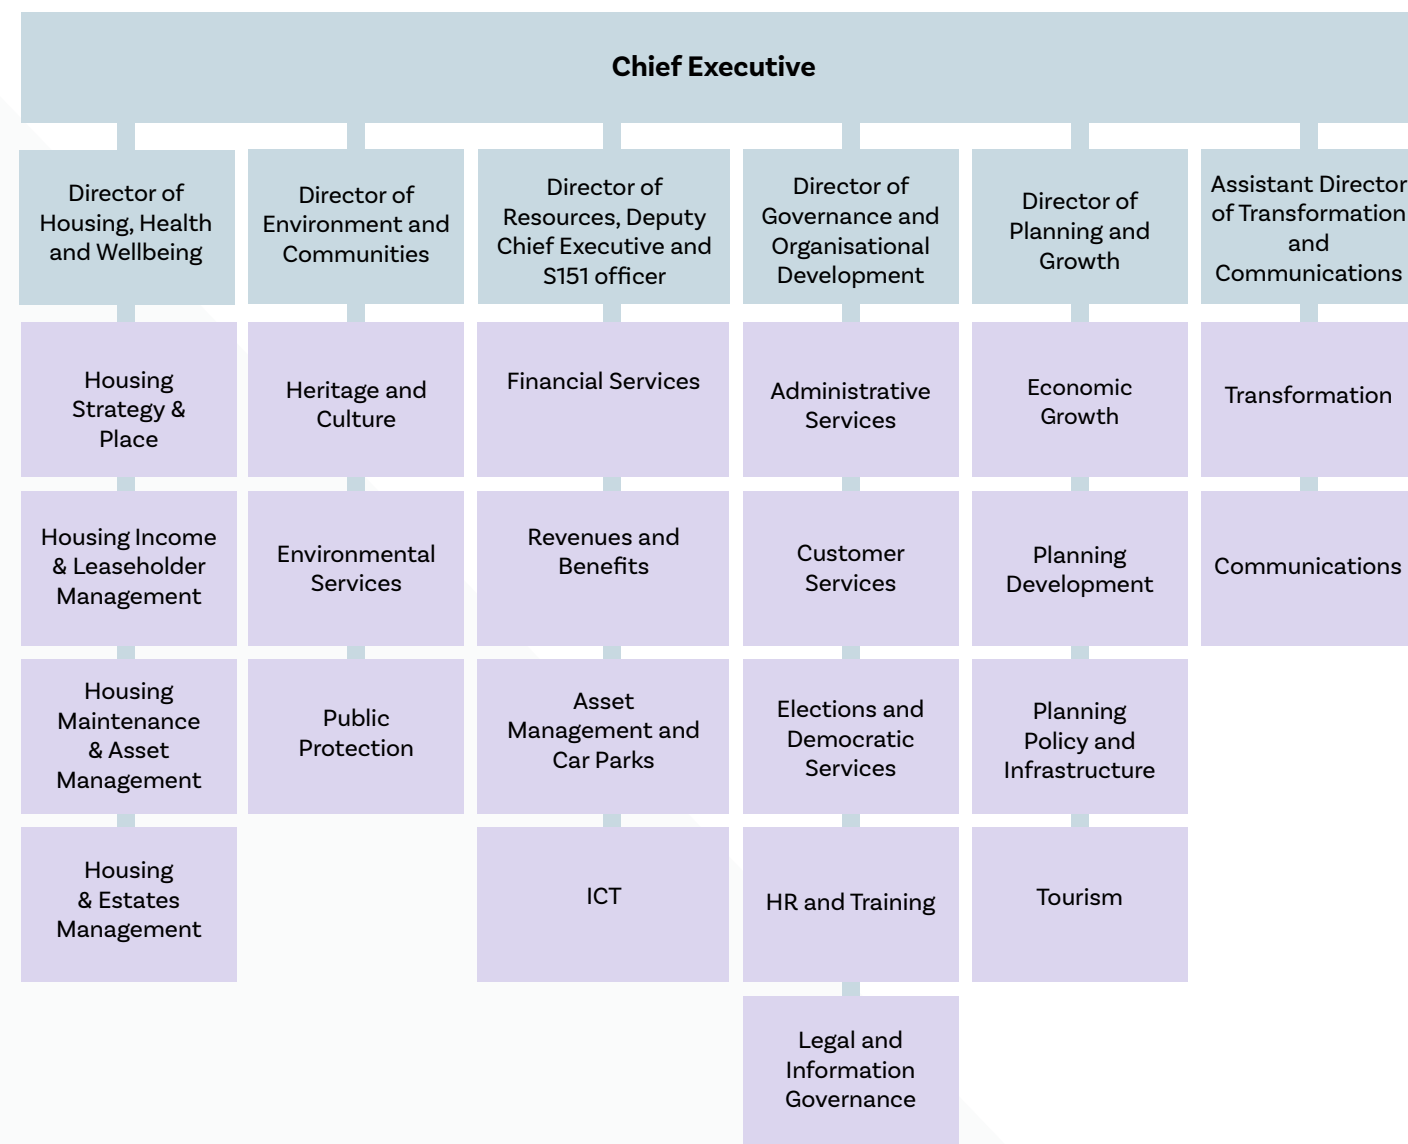 Chief Executive
Director of
Housing, Health
and Wellbeing
Director of
Environment and
Communities
Director of
Resources, Deputy
Chief Executive and
S151 officer
Director of
Governance and
Organisational
Development
Director of
Planning and
Growth
Assistant Director
of Transformation
and
Communications
Housing
Strategy &
Place
Heritage and
Culture
Financial Services
Administrative
Services
Economic
Growth
Transformation
Housing Income
& Leaseholder
Management
Environmental
Services
Revenues and
Benefits
Customer
Services
Planning
Development
Communications
Housing
Maintenance
& Asset
Management
Public
Protection
Asset
Management and
Car Parks
Elections and
Democratic
Services
Planning
Policy and
Infrastructure
Housing
& Estates
Management
ICT
HR and Training
Tourism
Legal and
Information
Governance